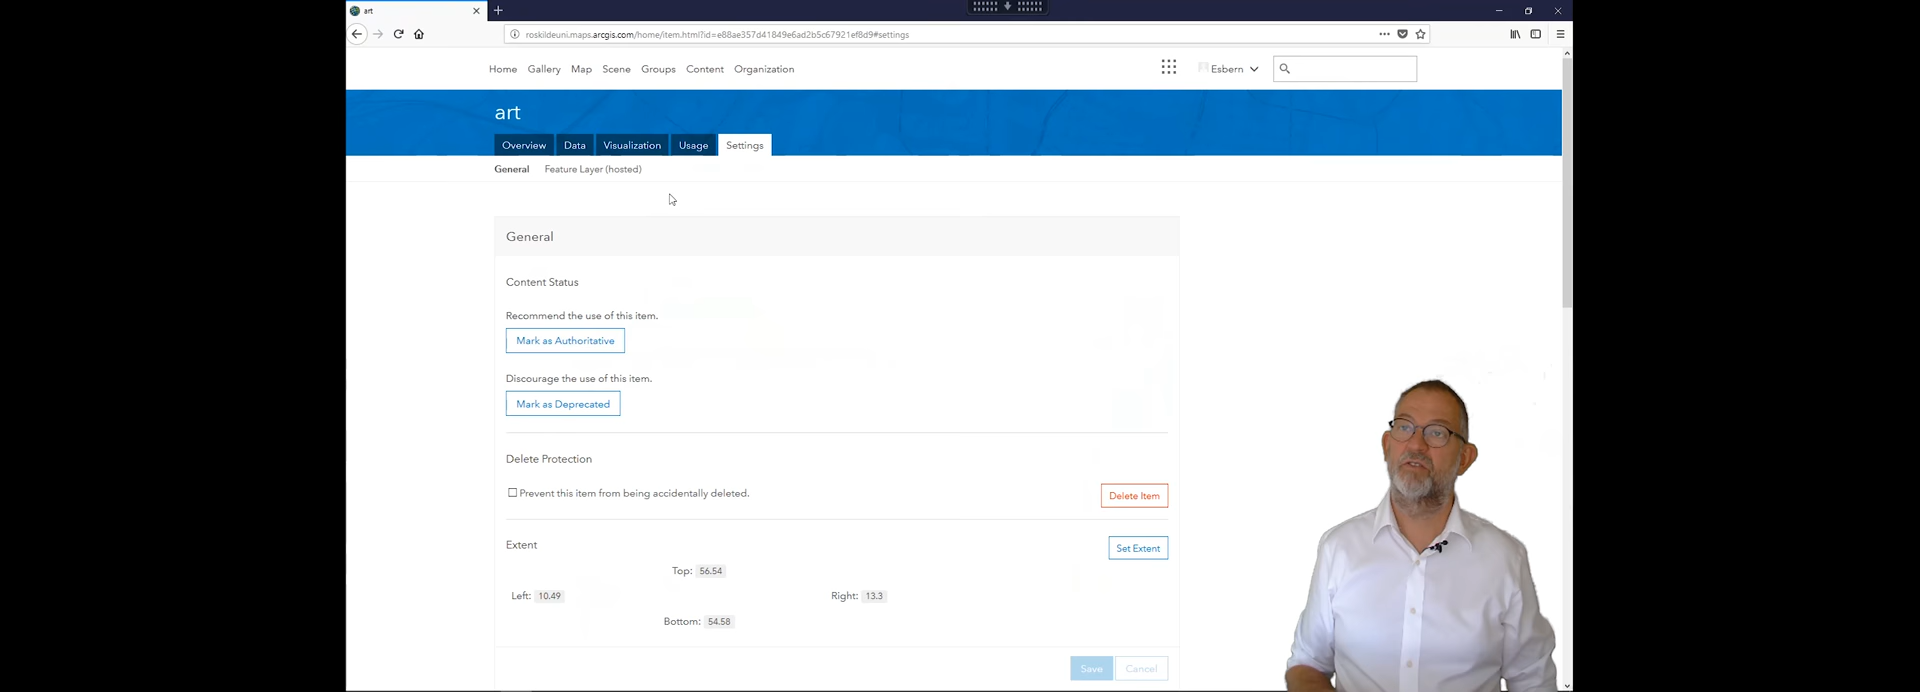 art
roskildeuni.maps.arcgis.com/home/item.html?id=e88ae357d41849e6ad2b5c67921ef8d9#settings
Home Gallery Map Scene Groups Content Organization Esbern
art
Overview Data Visualization Usage Settings
General Feature Layer (hosted)
General
Content Status
Recommend the use of this item.
Mark as Authoritative
Discourage the use of this item.
Mark as Deprecated
Delete Protection
Prevent this item from being accidentally deleted.
Delete Item
Extent
Set Extent
Top: 56.54
Left: 10.49 Right: 13.3
Bottom: 54.58
Save Cancel